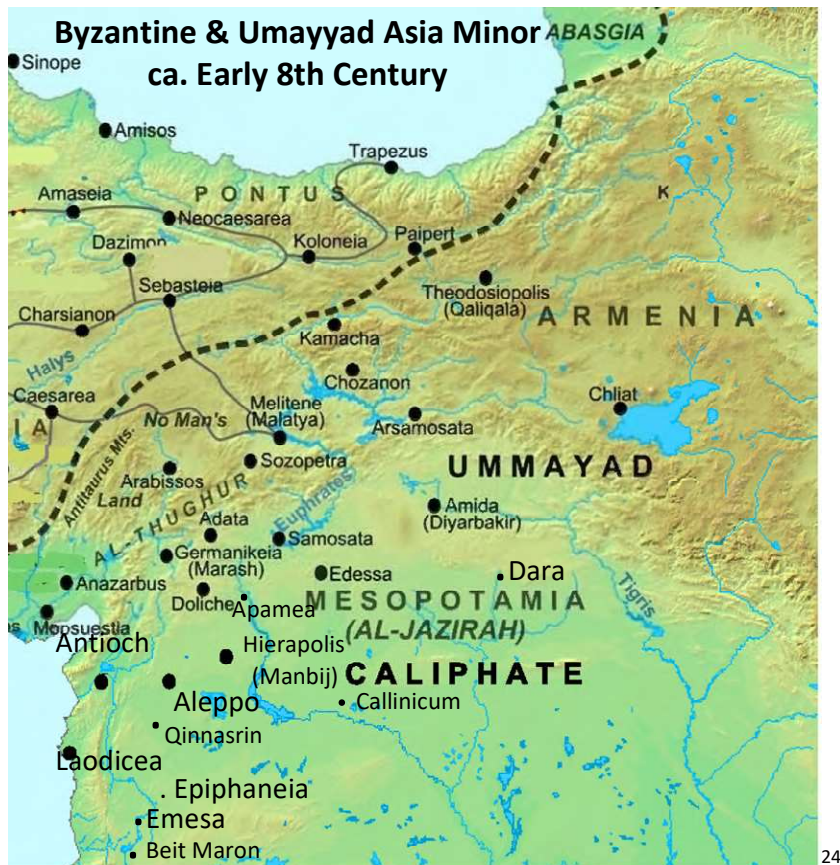 Byzantine & Umayyad Asia Minor
ca. Early 8th Century
ABASGIA
Sinope
Amisos
Trapezus
PONTUS
Amaseia
Neocaesarea
K
Dazimon
Koloneia
Paipert
Sebasteia
Theodosiopolis
(Qaliqala)
ARMENIA
Charsianon
Kamacha
Halys
Chozanon
Caesarea
Chliat
No Man's
Melitene
(Malatya)
Arsamosata
IA
Antitaurus Mts.
Sozopetra
UMMAYAD
Arabissos
Land
AL-THUGHUR
Euphrates
Amida
(Diyarbakir)
Adata
Samosata
Germanikeia
(Marash)
Edessa
Dara
Anazarbus
Doliche
Apamea
MESOPOTAMIA
(AL-JAZIRAH)
Tigris
Mopsuestia
Antioch
Hierapolis
(Manbij)
CALIPHATE
Aleppo
Callinicum
Qinnasrin
Laodicea
. Epiphaneia
Emesa
Beit Maron
24